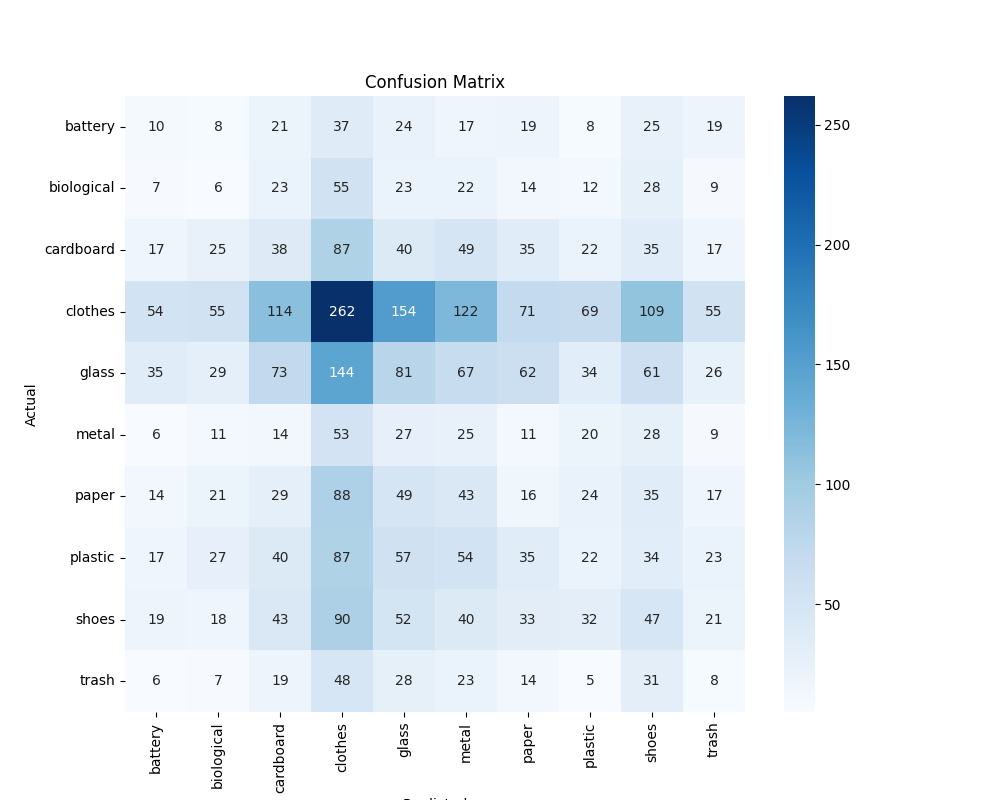 Confusion Matrix
battery 10 8 21 37 24 17 19 8 25 19
biological 7 6 23 55 23 22 14 12 28 9
cardboard 17 25 38 87 40 49 35 22 35 17
clothes 54 55 114 262 154 122 71 69 109 55
glass 35 29 73 144 81 67 62 34 61 26
metal 6 11 14 53 27 25 11 20 28 9
paper 14 21 29 88 49 43 16 24 35 17
plastic 17 27 40 87 57 54 35 22 34 23
shoes 19 18 43 90 52 40 33 32 47 21
trash 6 7 19 48 28 23 14 5 31 8
battery biological cardboard clothes glass metal paper plastic shoes trash
Actual
250
200
150
100
50